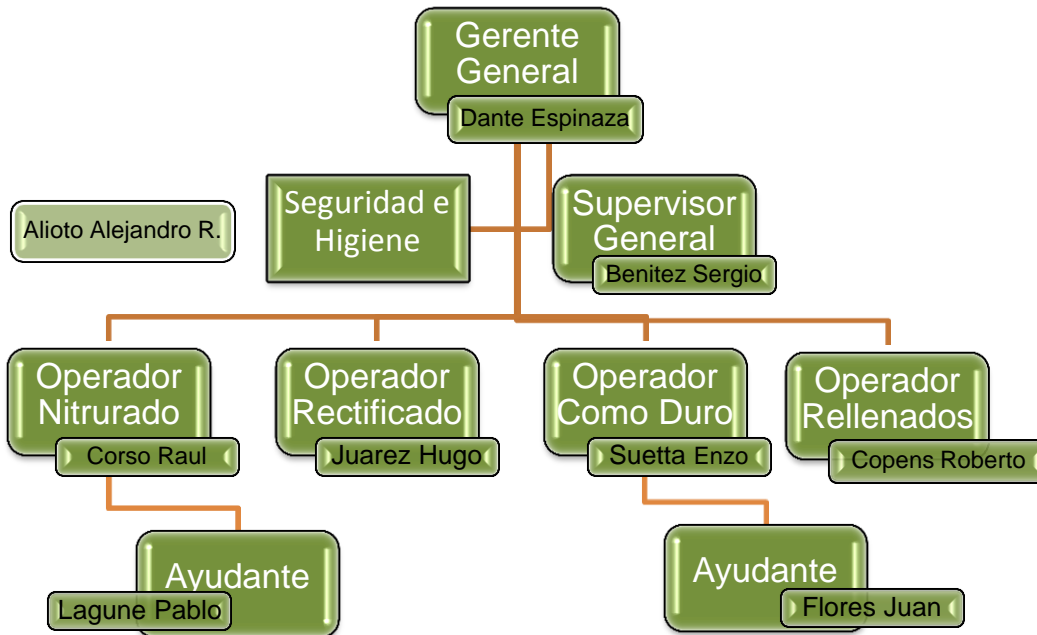 Gerente
General
Dante Espinaza
Alioto Alejandro R.
Seguridad e
Higiene
Supervisor
General
Benitez Sergio
Operador
Nitrurado
Corso Raul
Operador
Rectificado
Juarez Hugo
Operador
Como Duro
Suetta Enzo
Operador
Rellenados
Copens Roberto
Ayudante
Lagune Pablo
Ayudante
Flores Juan